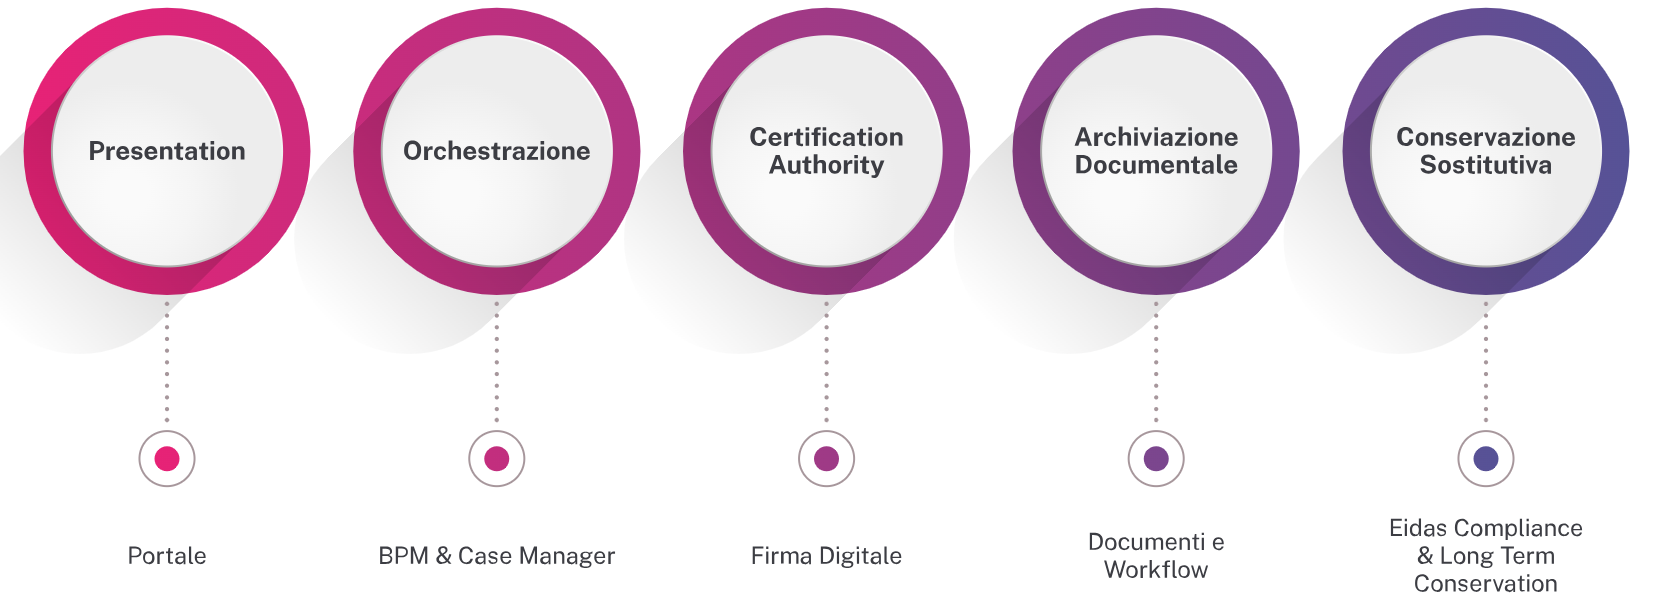 Presentation
Orchestrazione
Certification
Authority
Archiviazione
Documentale
Conservazione
Sostitutiva
Portale
BPM & Case Manager
Firma Digitale
Documenti e
Workflow
Eidas Compliance
& Long Term
Conservation